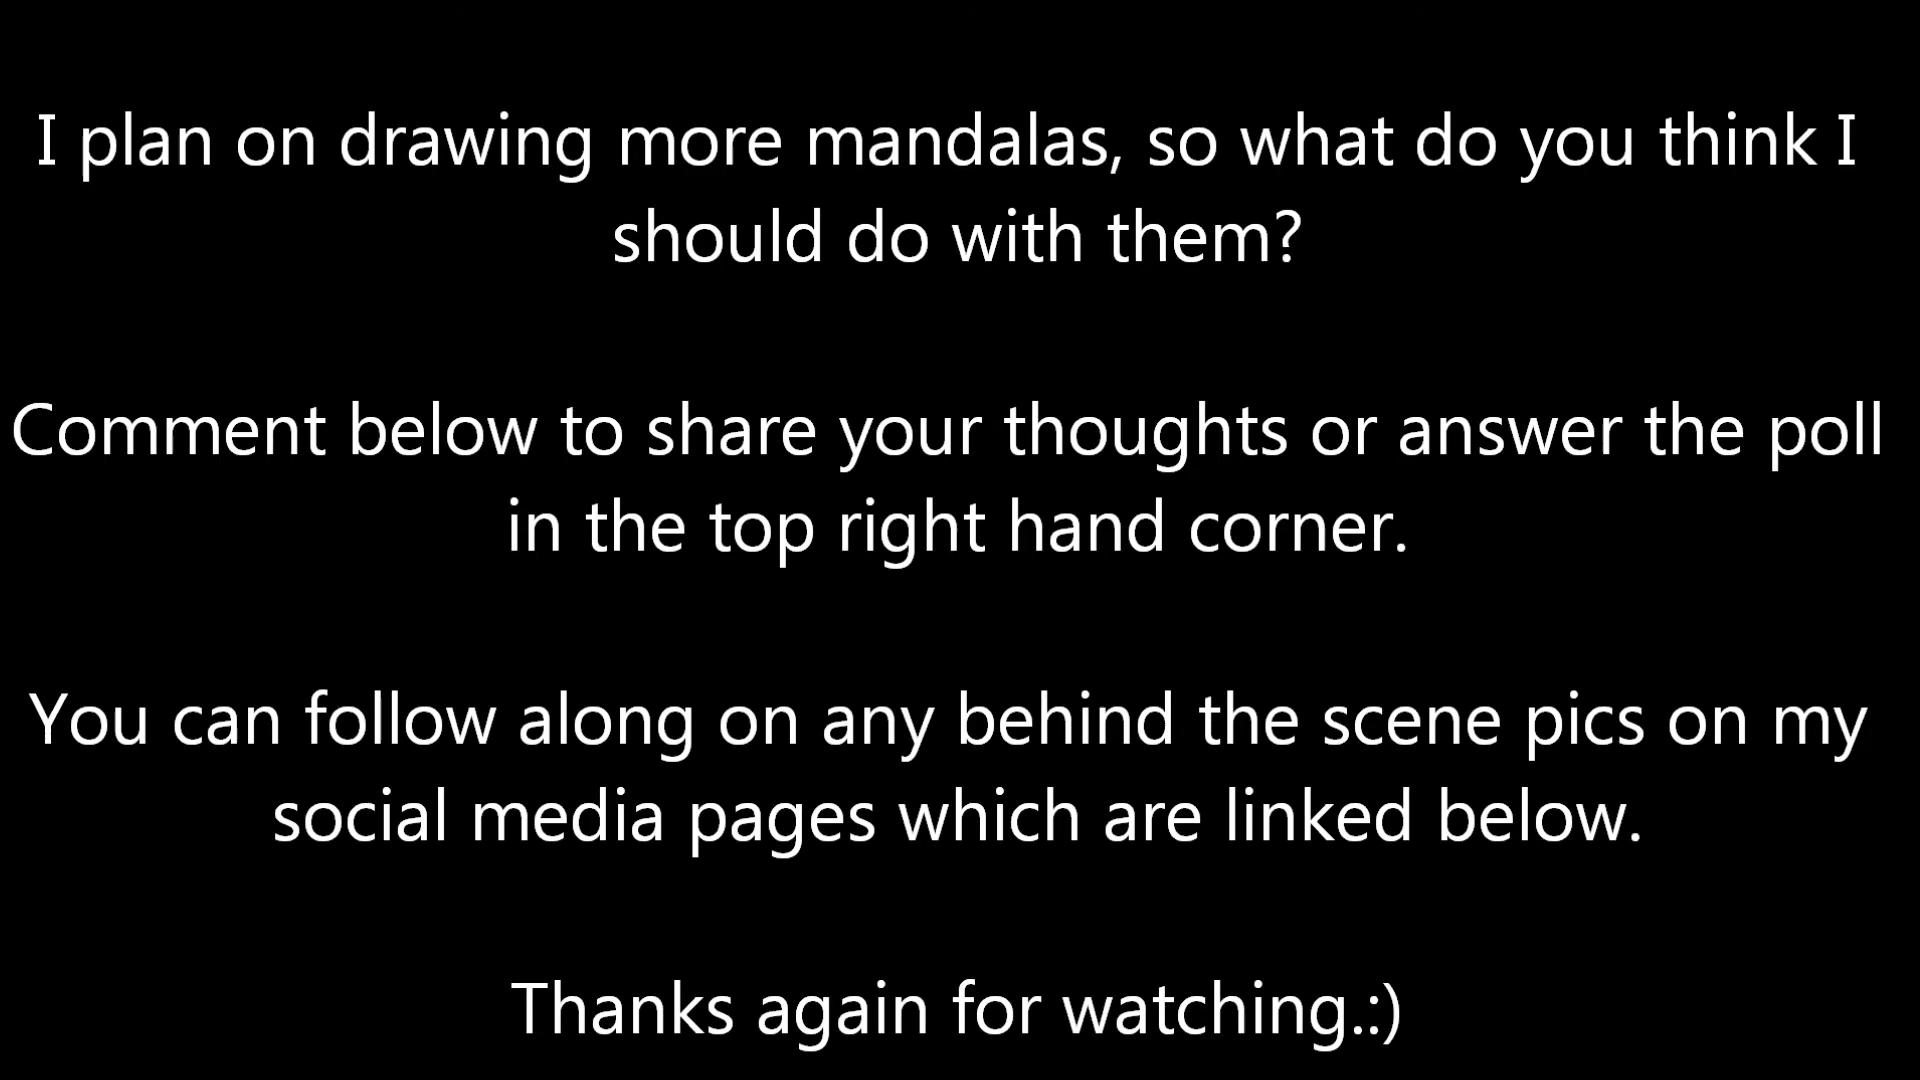 I plan on drawing more mandalas, so what do you think I
should do with them?
Comment below to share your thoughts or answer the poll
in the top right hand corner.
You can follow along on any behind the scene pics on my
social media pages which are linked below.
Thanks again for watching.:)